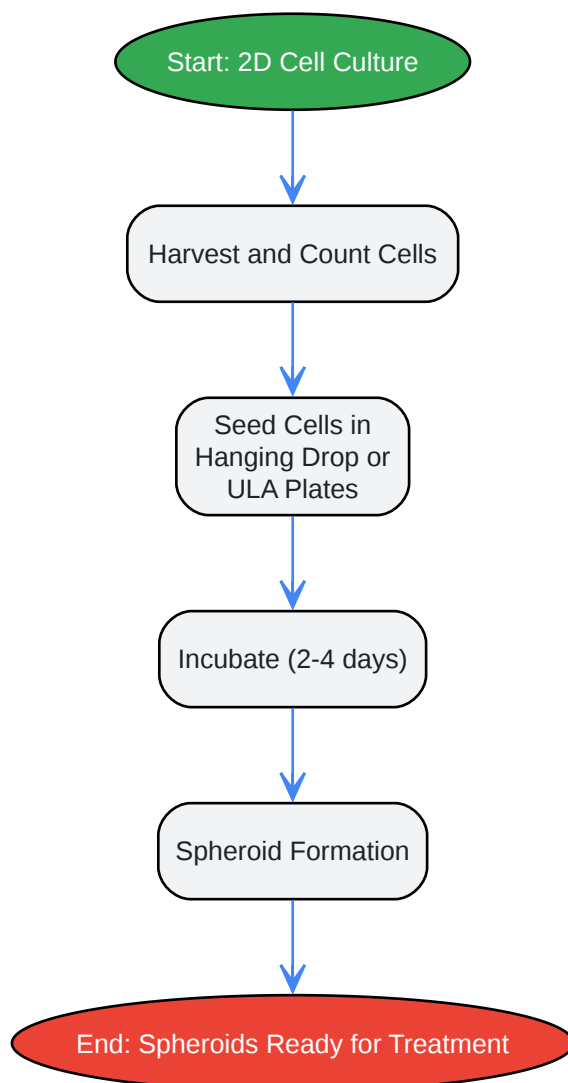 Start: 2D Cell Culture
Harvest and Count Cells
Seed Cells in
Hanging Drop or
ULA Plates
Incubate (2-4 days)
Spheroid Formation
End: Spheroids Ready for Treatment